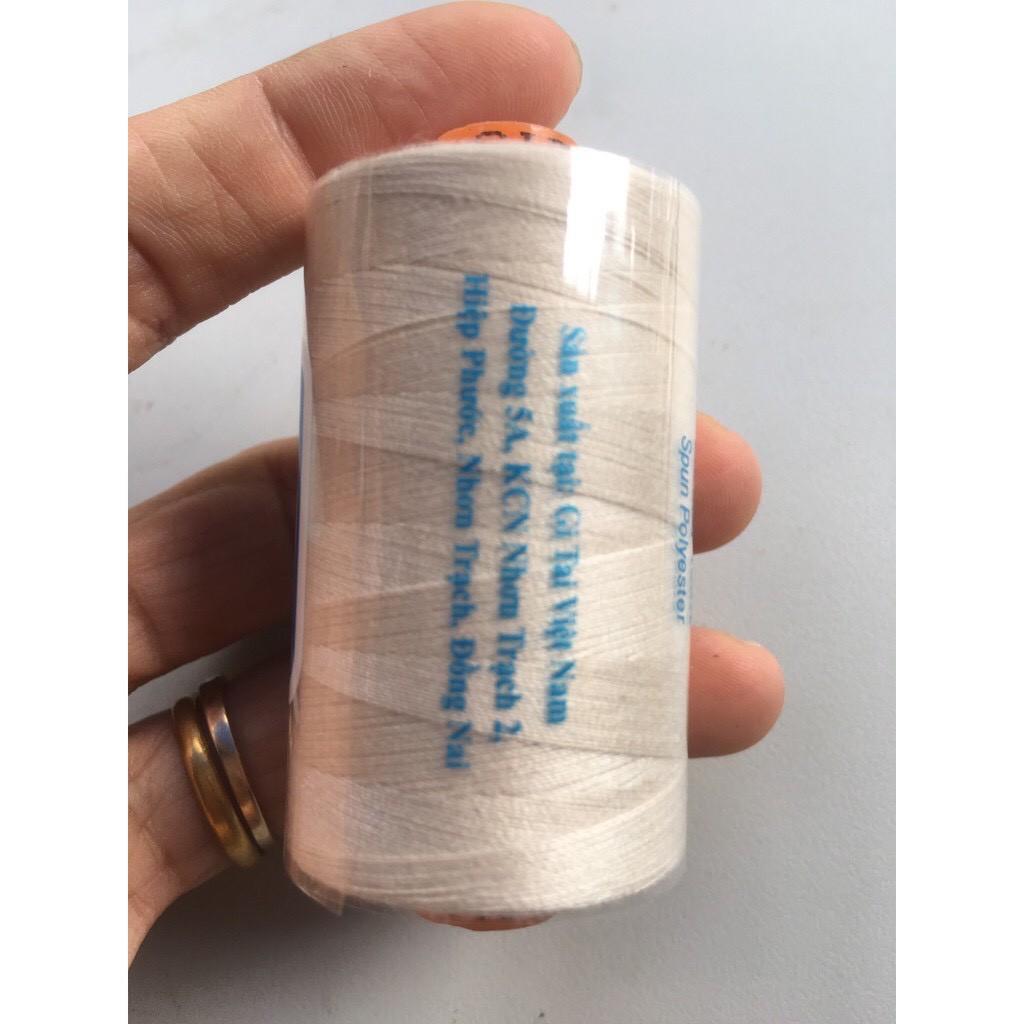 Sản xuất tại: GI Tai Việt Nam
Đường 5A, KCN Nhơn Trạch 2,
Hiệp Phước, Nhơn Trạch, Đồng Nai
Spun Polyester